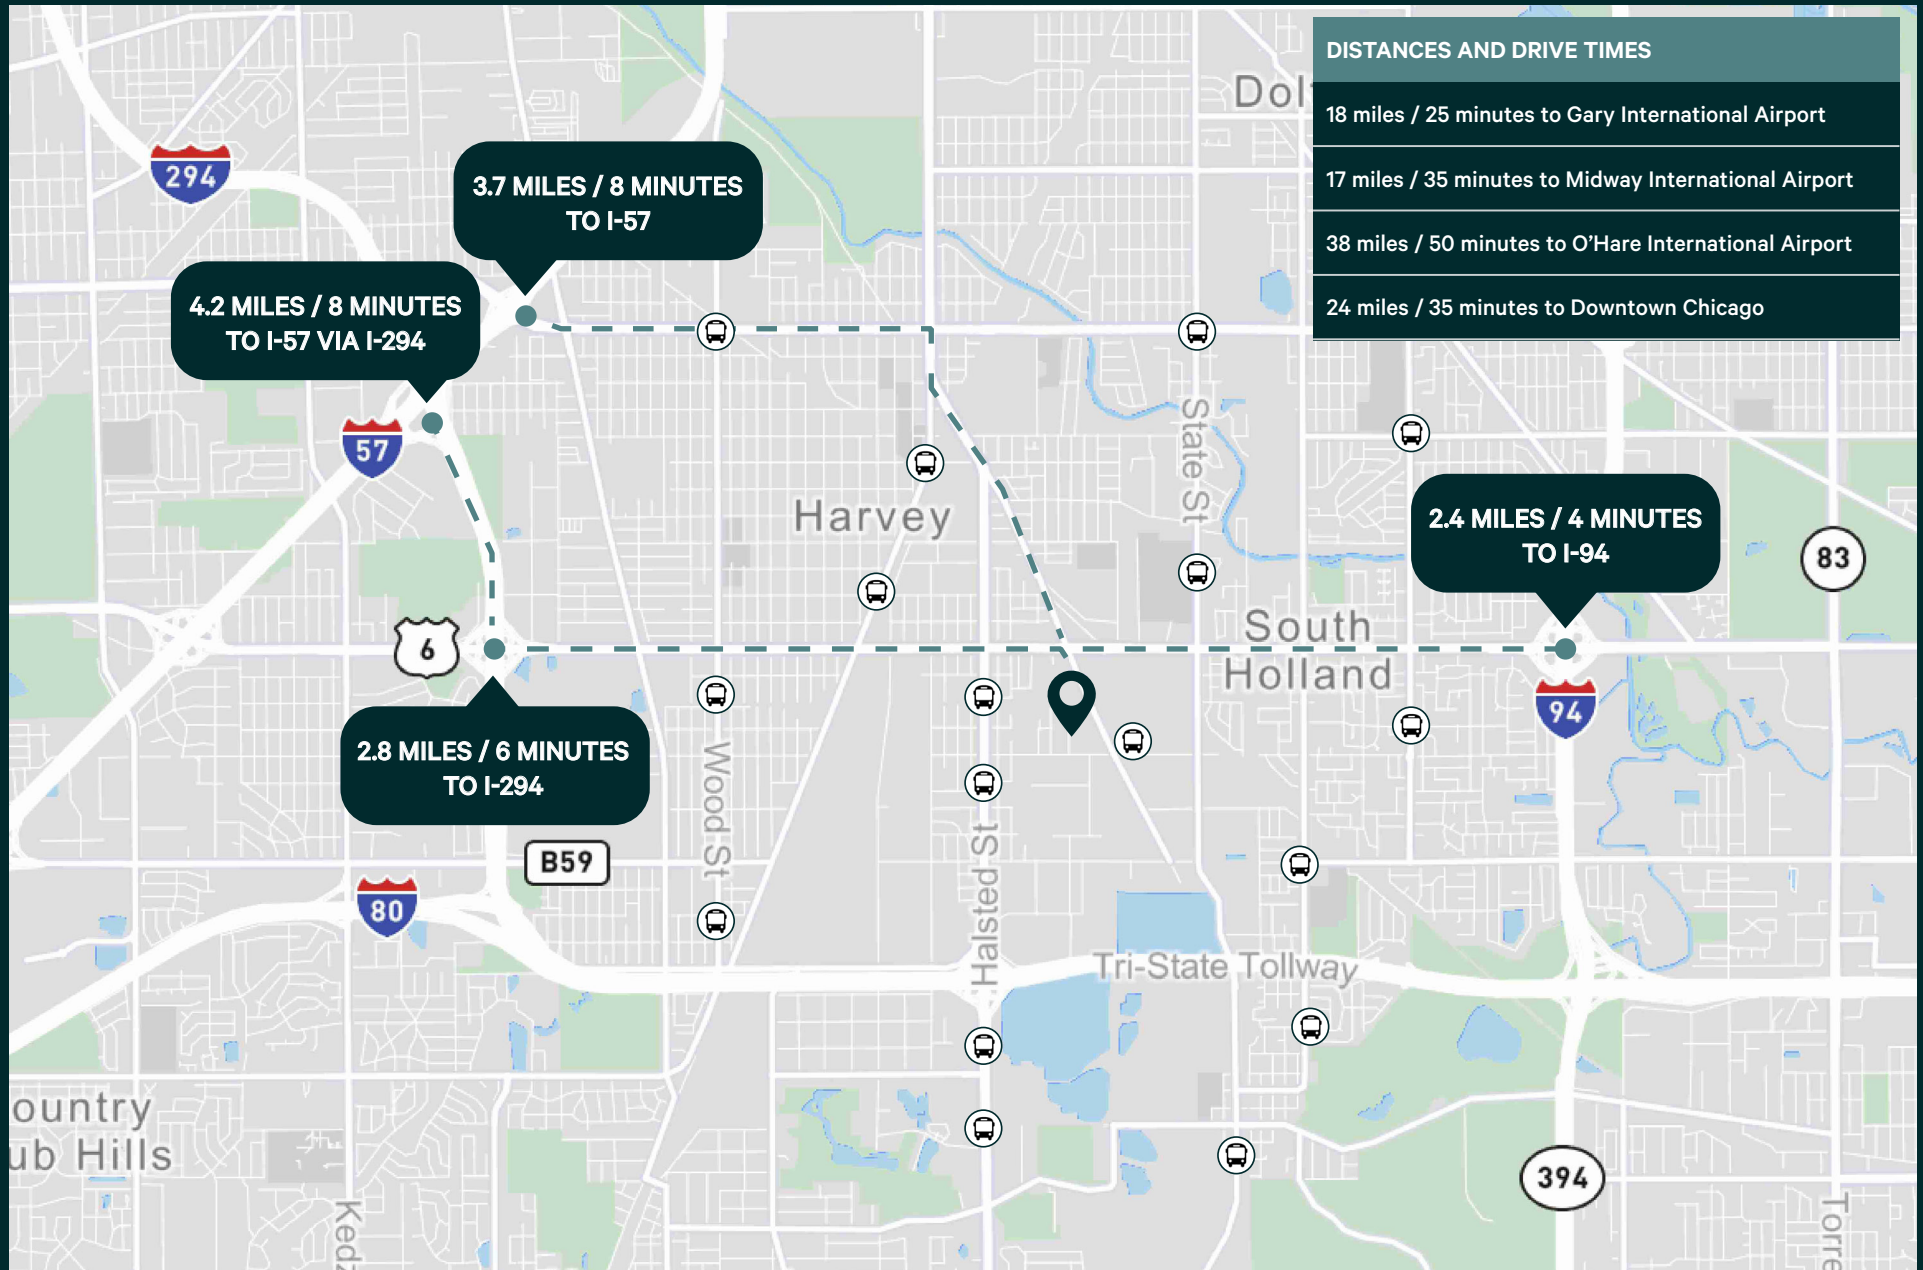 DISTANCES AND DRIVE TIMES
18 miles / 25 minutes to Gary International Airport
17 miles / 35 minutes to Midway International Airport
38 miles / 50 minutes to O'Hare International Airport
24 miles / 35 minutes to Downtown Chicago
Dol
294
3.7 MILES / 8 MINUTES
TO I-57
4.2 MILES / 8 MINUTES
TO I-57 VIA I-294
57
State St
Harvey
2.4 MILES / 4 MINUTES
TO I-94
83
6
South
Holland
94
2.8 MILES / 6 MINUTES
TO I-294
Wood St
B59
80
Halsted St
Tri-State Tollway
ountry
ub Hills
394
Kedz
Torre